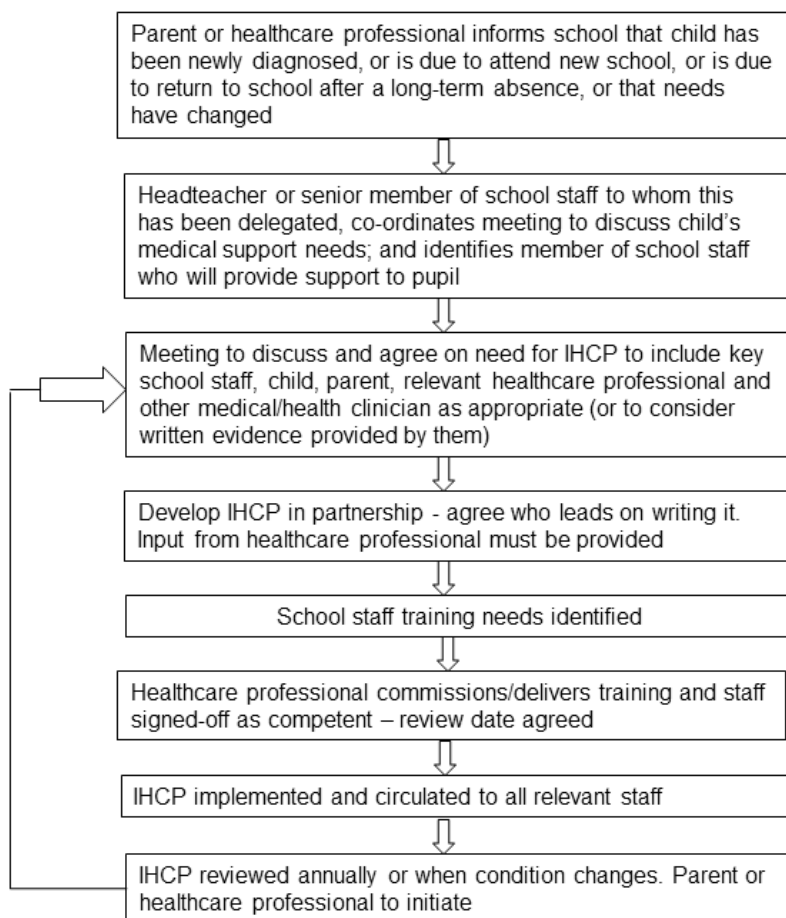 Parent or healthcare professional informs school that child has
been newly diagnosed, or is due to attend new school, or is due
to return to school after a long-term absence, or that needs
have changed
Headteacher or senior member of school staff to whom this
has been delegated, co-ordinates meeting to discuss child's
medical support needs; and identifies member of school staff
who will provide support to pupil
Meeting to discuss and agree on need for IHCP to include key
school staff, child, parent, relevant healthcare professional and
other medical/health clinician as appropriate (or to consider
written evidence provided by them)
Develop IHCP in partnership - agree who leads on writing it.
Input from healthcare professional must be provided
School staff training needs identified
Healthcare professional commissions/delivers training and staff
signed-off as competent – review date agreed
IHCP implemented and circulated to all relevant staff
IHCP reviewed annually or when condition changes. Parent or
healthcare professional to initiate